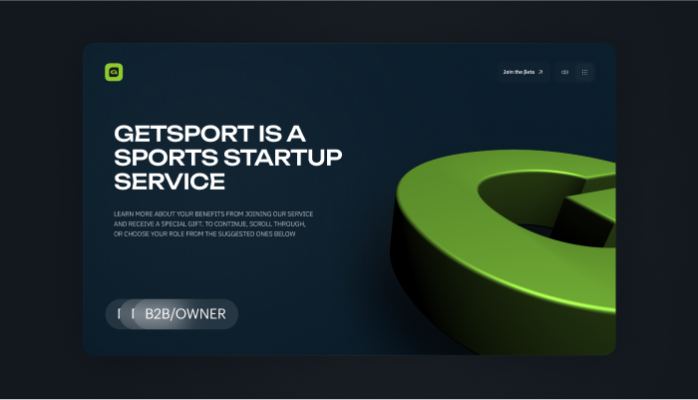 Join the Beta
GETSPORT IS A
SPORTS STARTUP
SERVICE
LEARN MORE ABOUT YOUR BENEFITS FROM JOINING OUR SERVICE
AND RECEIVE A SPECIAL GIFT. TO CONTINUE, SCROLL THROUGH,
OR CHOOSE YOUR ROLE FROM THE SUGGESTED ONES BELOW
I I B2B/OWNER